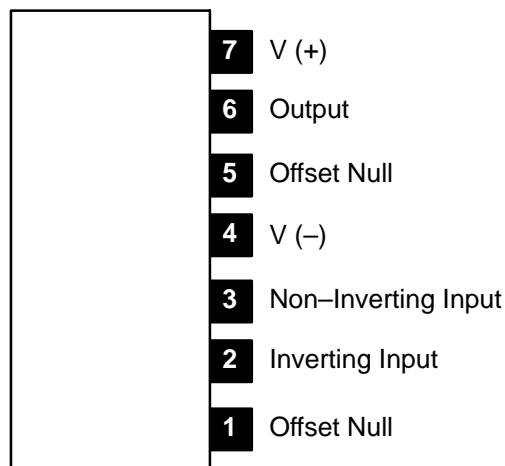 7 V (+)
6 Output
5 Offset Null
4 V (–)
3 Non–Inverting Input
2 Inverting Input
1 Offset Null